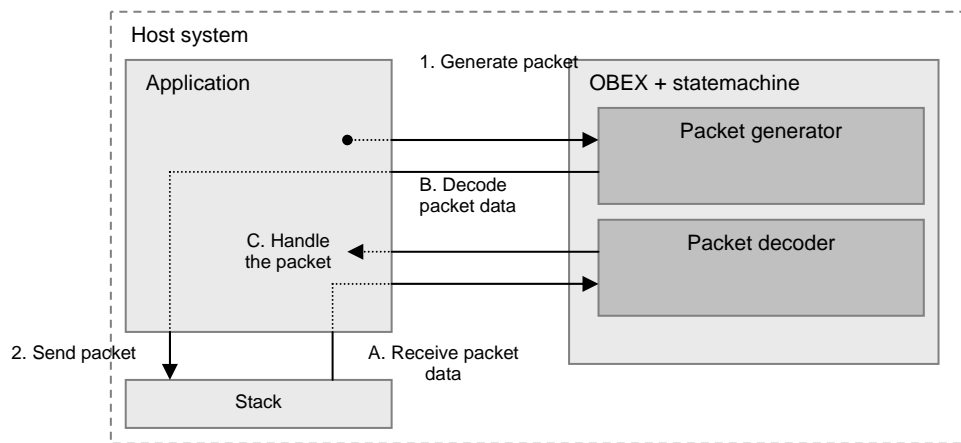 Host system
1. Generate packet
Application
OBEX + statemachine
Packet generator
B. Decode
packet data
C. Handle
the packet
Packet decoder
2. Send packet
A. Receive packet
data
Stack